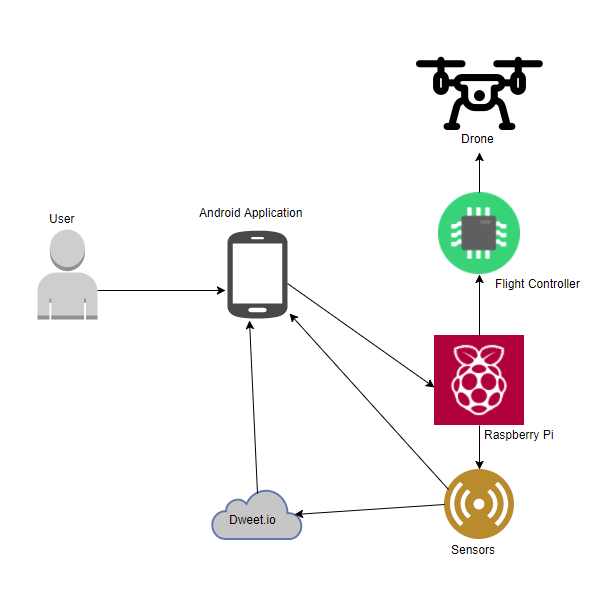 Drone
User
Android Application
Flight Controller
Raspberry Pi
Dweet.io
Sensors